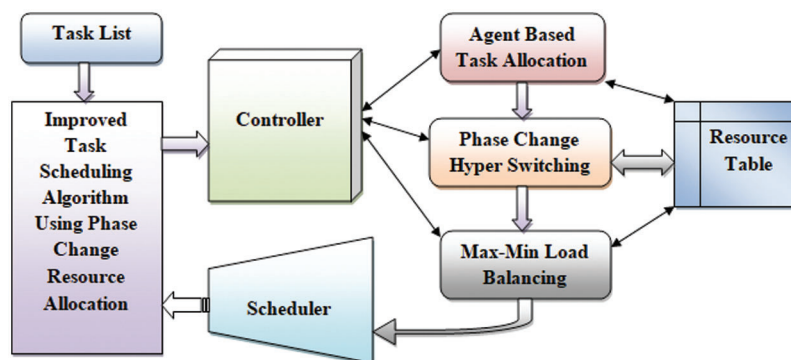 Task List
Improved
Task
Scheduling
Algorithm
Using Phase
Change
Resource
Allocation
Controller
Agent Based
Task Allocation
Phase Change
Hyper Switching
Max-Min Load
Balancing
Resource
Table
Scheduler